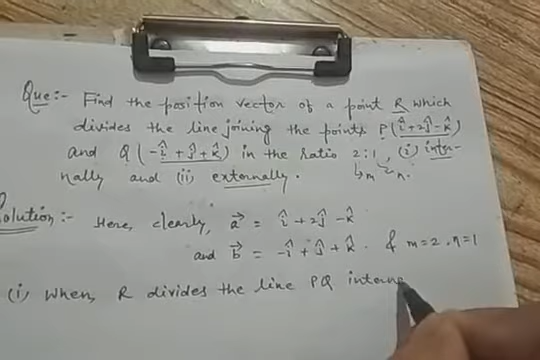 Que:- Find the position vector of a point R which
divides the line joining the points P(î+2ĵ-k̂)
and Q (-î+ĵ+k̂) in the ratio 2:1, (i) inter-
nally and (ii) externally. ↳m ↘n.
Solution:- Here, clearly, a⃗ = î+2ĵ-k̂
and b⃗ = -î+ĵ+k̂. & m=2, n=1
(i) When, R divides the line PQ interna